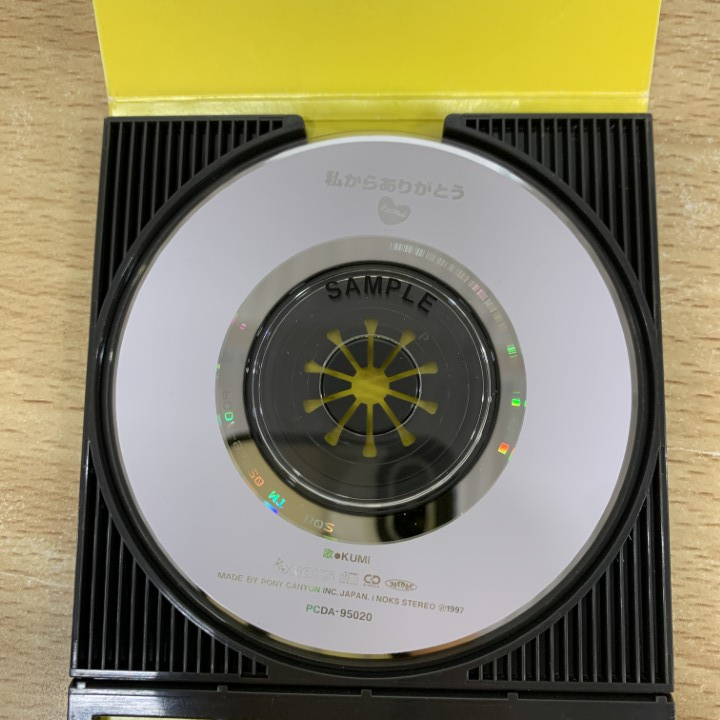 私からありがとう
SAMPLE
歌●KUMI
MADE BY PONY CANYON INC. JAPAN. NOKS STEREO ℗1997
PCDA-95020